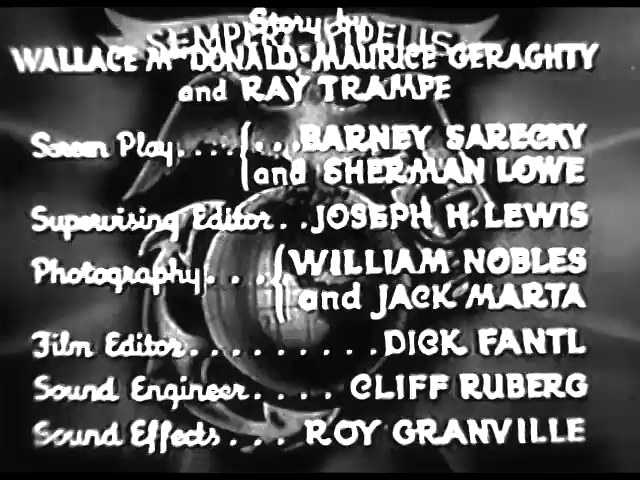 Story by
SEMPER FIDELIS
WALLACE McDONALD · MAURICE GERAGHTY
and RAY TRAMPE
Screen Play....{...BARNEY SARECKY
and SHERMAN LOWE
Supervising Editor..JOSEPH H. LEWIS
Photography...{WILLIAM NOBLES
and JACK MARTA
Film Editor.........DICK FANTL
Sound Engineer....CLIFF RUBERG
Sound Effects...ROY GRANVILLE